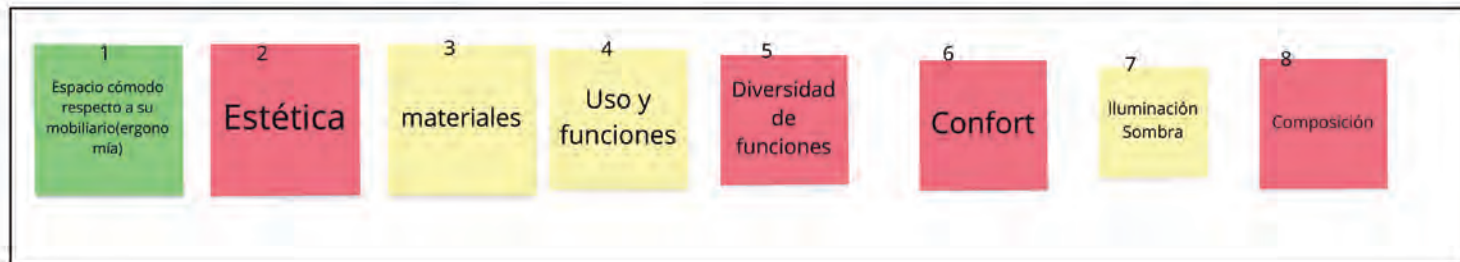 1
Espacio cómodo
respecto a su
mobiliario(ergono
mía)
2
Estética
3
materiales
4
Uso y
funciones
5
Diversidad
de
funciones
6
Confort
7
Iluminación
Sombra
8
Composición